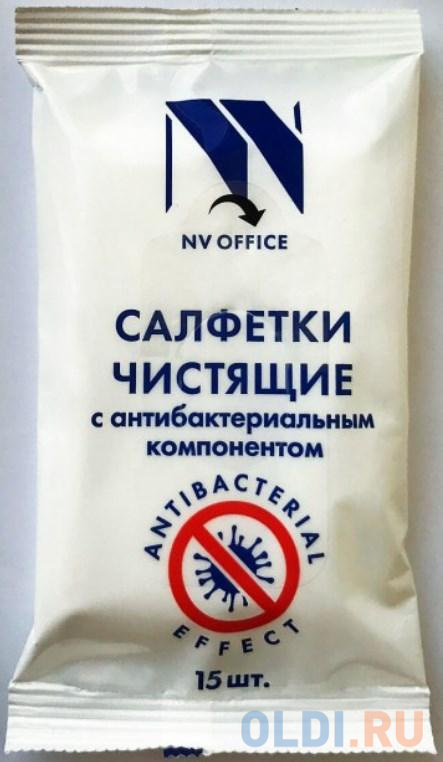 NV OFFICE
САЛФЕТКИ
ЧИСТЯЩИЕ
с антибактериальным
компонентом
ANTIBACTERIAL
EFFECT
15 шт.
OLDI.RU